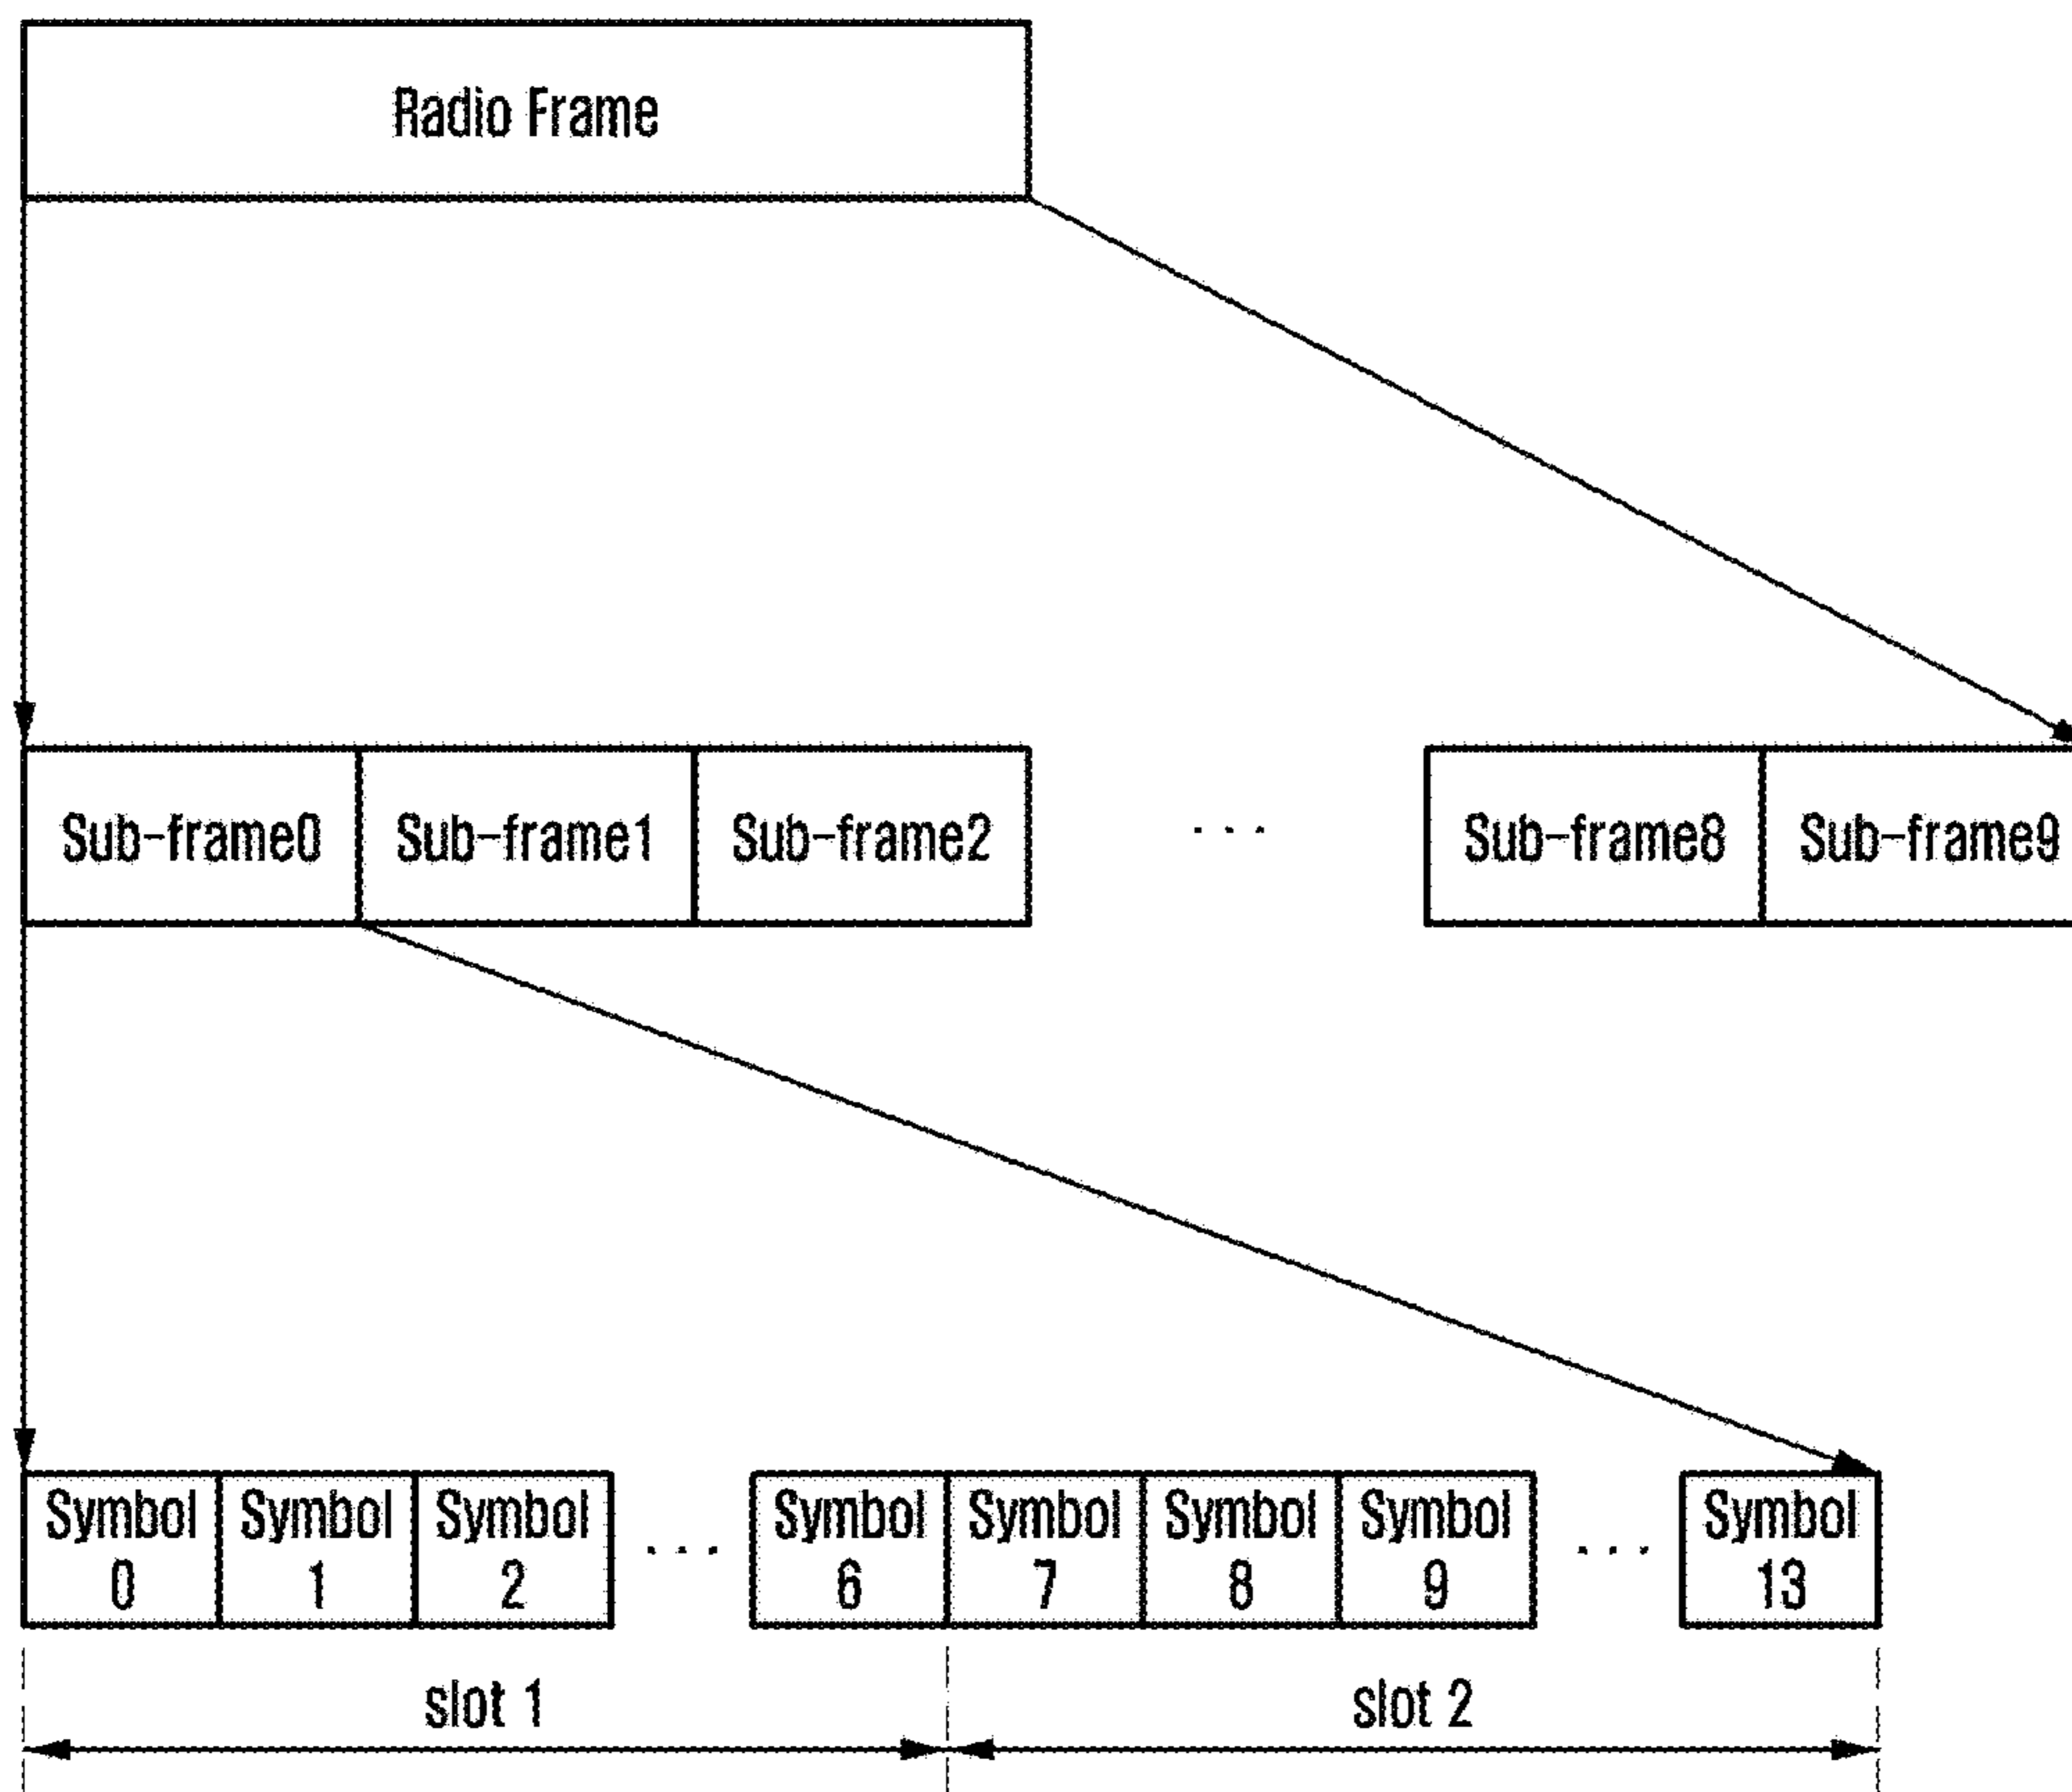 Radio Frame
Sub-frame0 Sub-frame1 Sub-frame2 ... Sub-frame8 Sub-frame9
Symbol Symbol Symbol ... Symbol Symbol Symbol Symbol ... Symbol
0 1 2 6 7 8 9 13
slot 1 slot 2